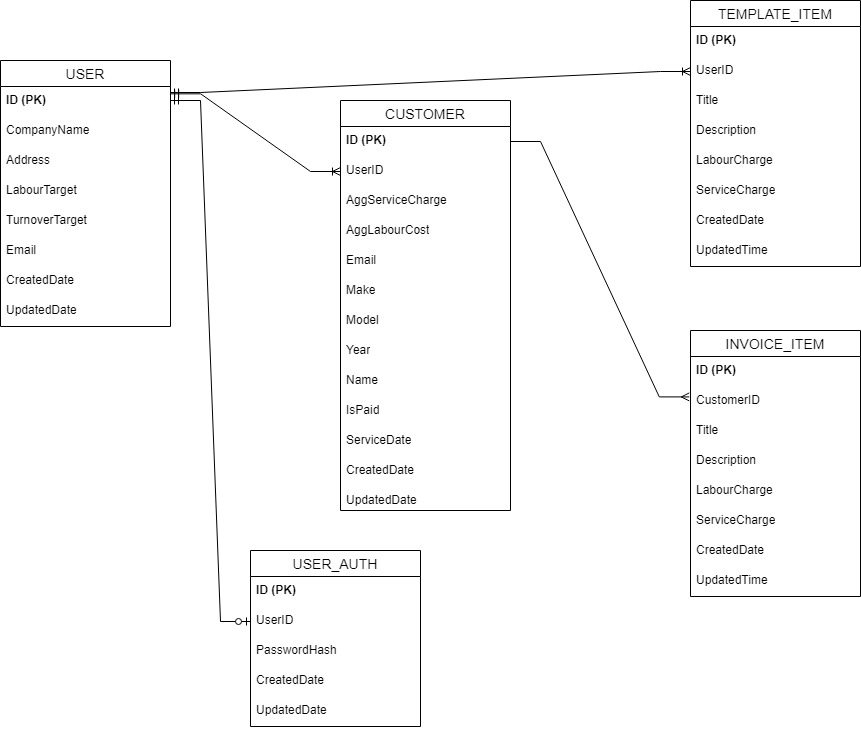 USER
ID (PK)
CompanyName
Address
LabourTarget
TurnoverTarget
Email
CreatedDate
UpdatedDate
CUSTOMER
ID (PK)
UserID
AggServiceCharge
AggLabourCost
Email
Make
Model
Year
Name
IsPaid
ServiceDate
CreatedDate
UpdatedDate
TEMPLATE_ITEM
ID (PK)
UserID
Title
Description
LabourCharge
ServiceCharge
CreatedDate
UpdatedTime
INVOICE_ITEM
ID (PK)
CustomerID
Title
Description
LabourCharge
ServiceCharge
CreatedDate
UpdatedTime
USER_AUTH
ID (PK)
UserID
PasswordHash
CreatedDate
UpdatedDate